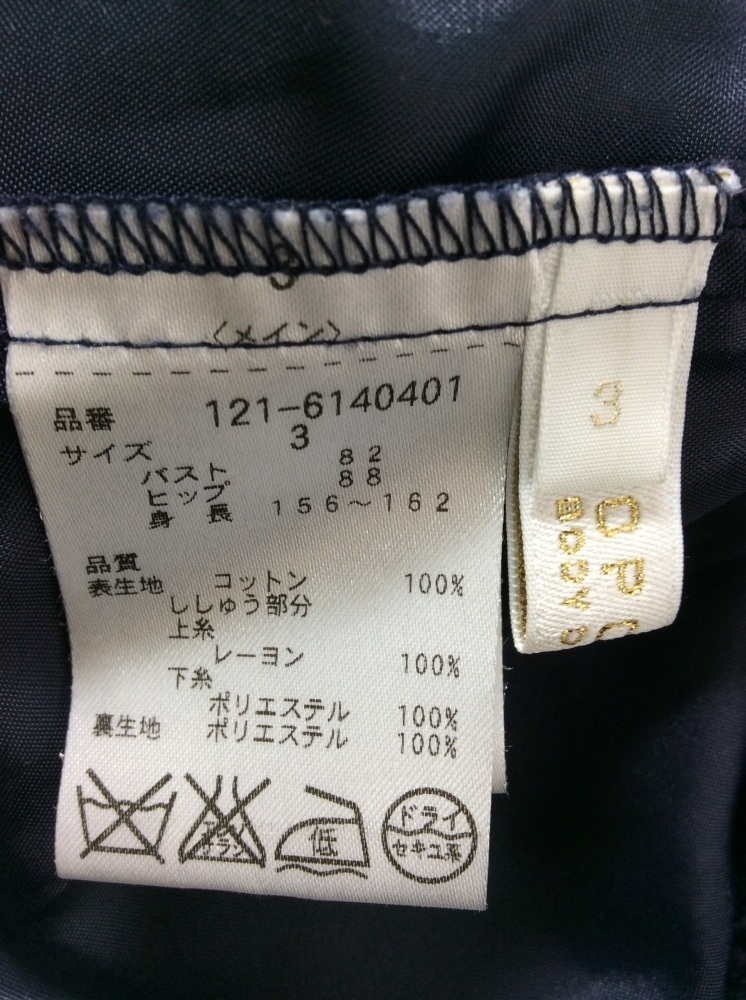 3
〈メイン〉
品番 121-6140401
サイズ 3
バスト 82
ヒップ 88
身長 156~162
品質
表生地 コットン 100%
ししゅう部分
上糸
レーヨン 100%
下糸
ポリエステル 100%
裏生地 ポリエステル 100%
低
ドライ
セキユ系
3
OP